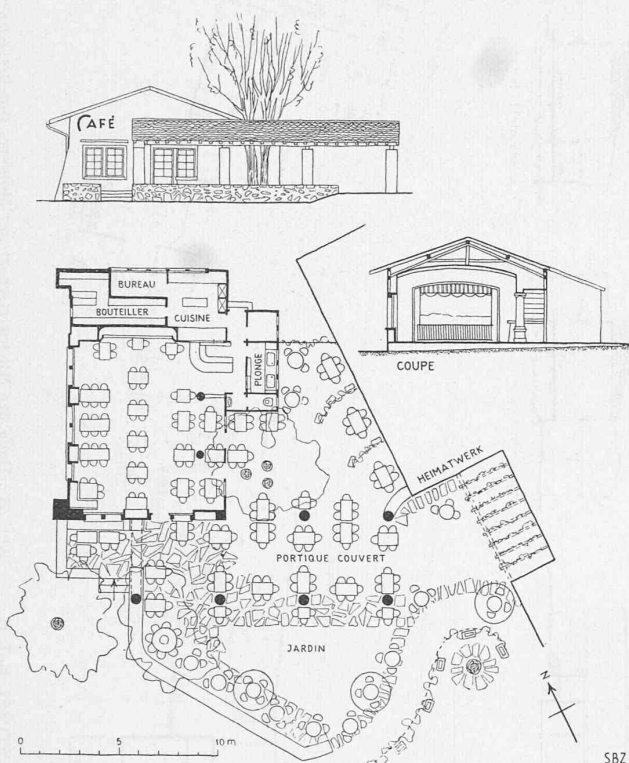 CAFÉ
BUREAU
BOUTEILLER
CUISINE
PLONGE
COUPE
HEIMATWERK
PORTIQUE COUVERT
JARDIN
N
0 5 10 m
SBZ